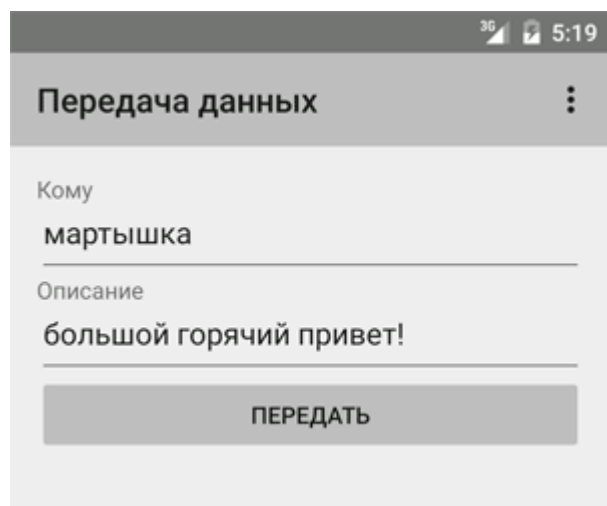 3G 5:19
Передача данных
Кому
мартышка
Описание
большой горячий привет!
ПЕРЕДАТЬ